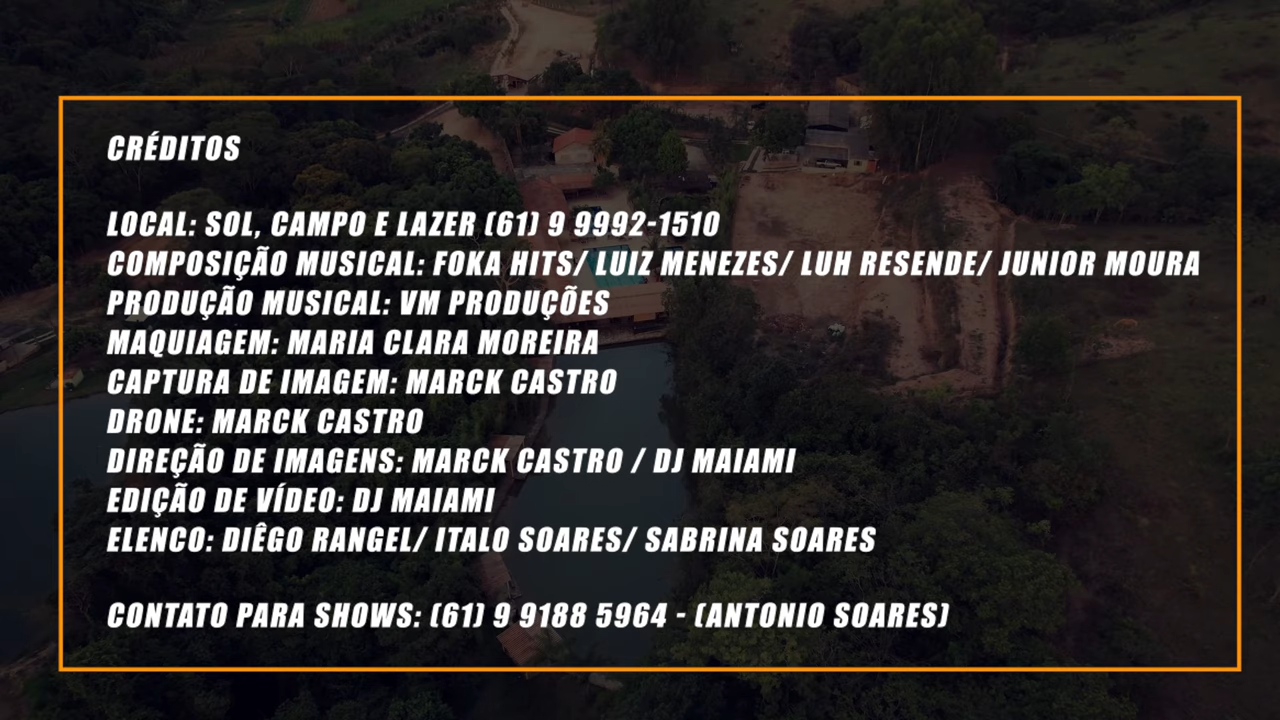 CRÉDITOS
LOCAL: SOL, CAMPO E LAZER (61) 9 9992-1510
COMPOSIÇÃO MUSICAL: FOKA HITS/ LUIZ MENEZES/ LUH RESENDE/ JUNIOR MOURA
PRODUÇÃO MUSICAL: VM PRODUÇÕES
MAQUIAGEM: MARIA CLARA MOREIRA
CAPTURA DE IMAGEM: MARCK CASTRO
DRONE: MARCK CASTRO
DIREÇÃO DE IMAGENS: MARCK CASTRO / DJ MAIAMI
EDIÇÃO DE VÍDEO: DJ MAIAMI
ELENCO: DIÊGO RANGEL/ ITALO SOARES/ SABRINA SOARES
CONTATO PARA SHOWS: (61) 9 9188 5964 - (ANTONIO SOARES)